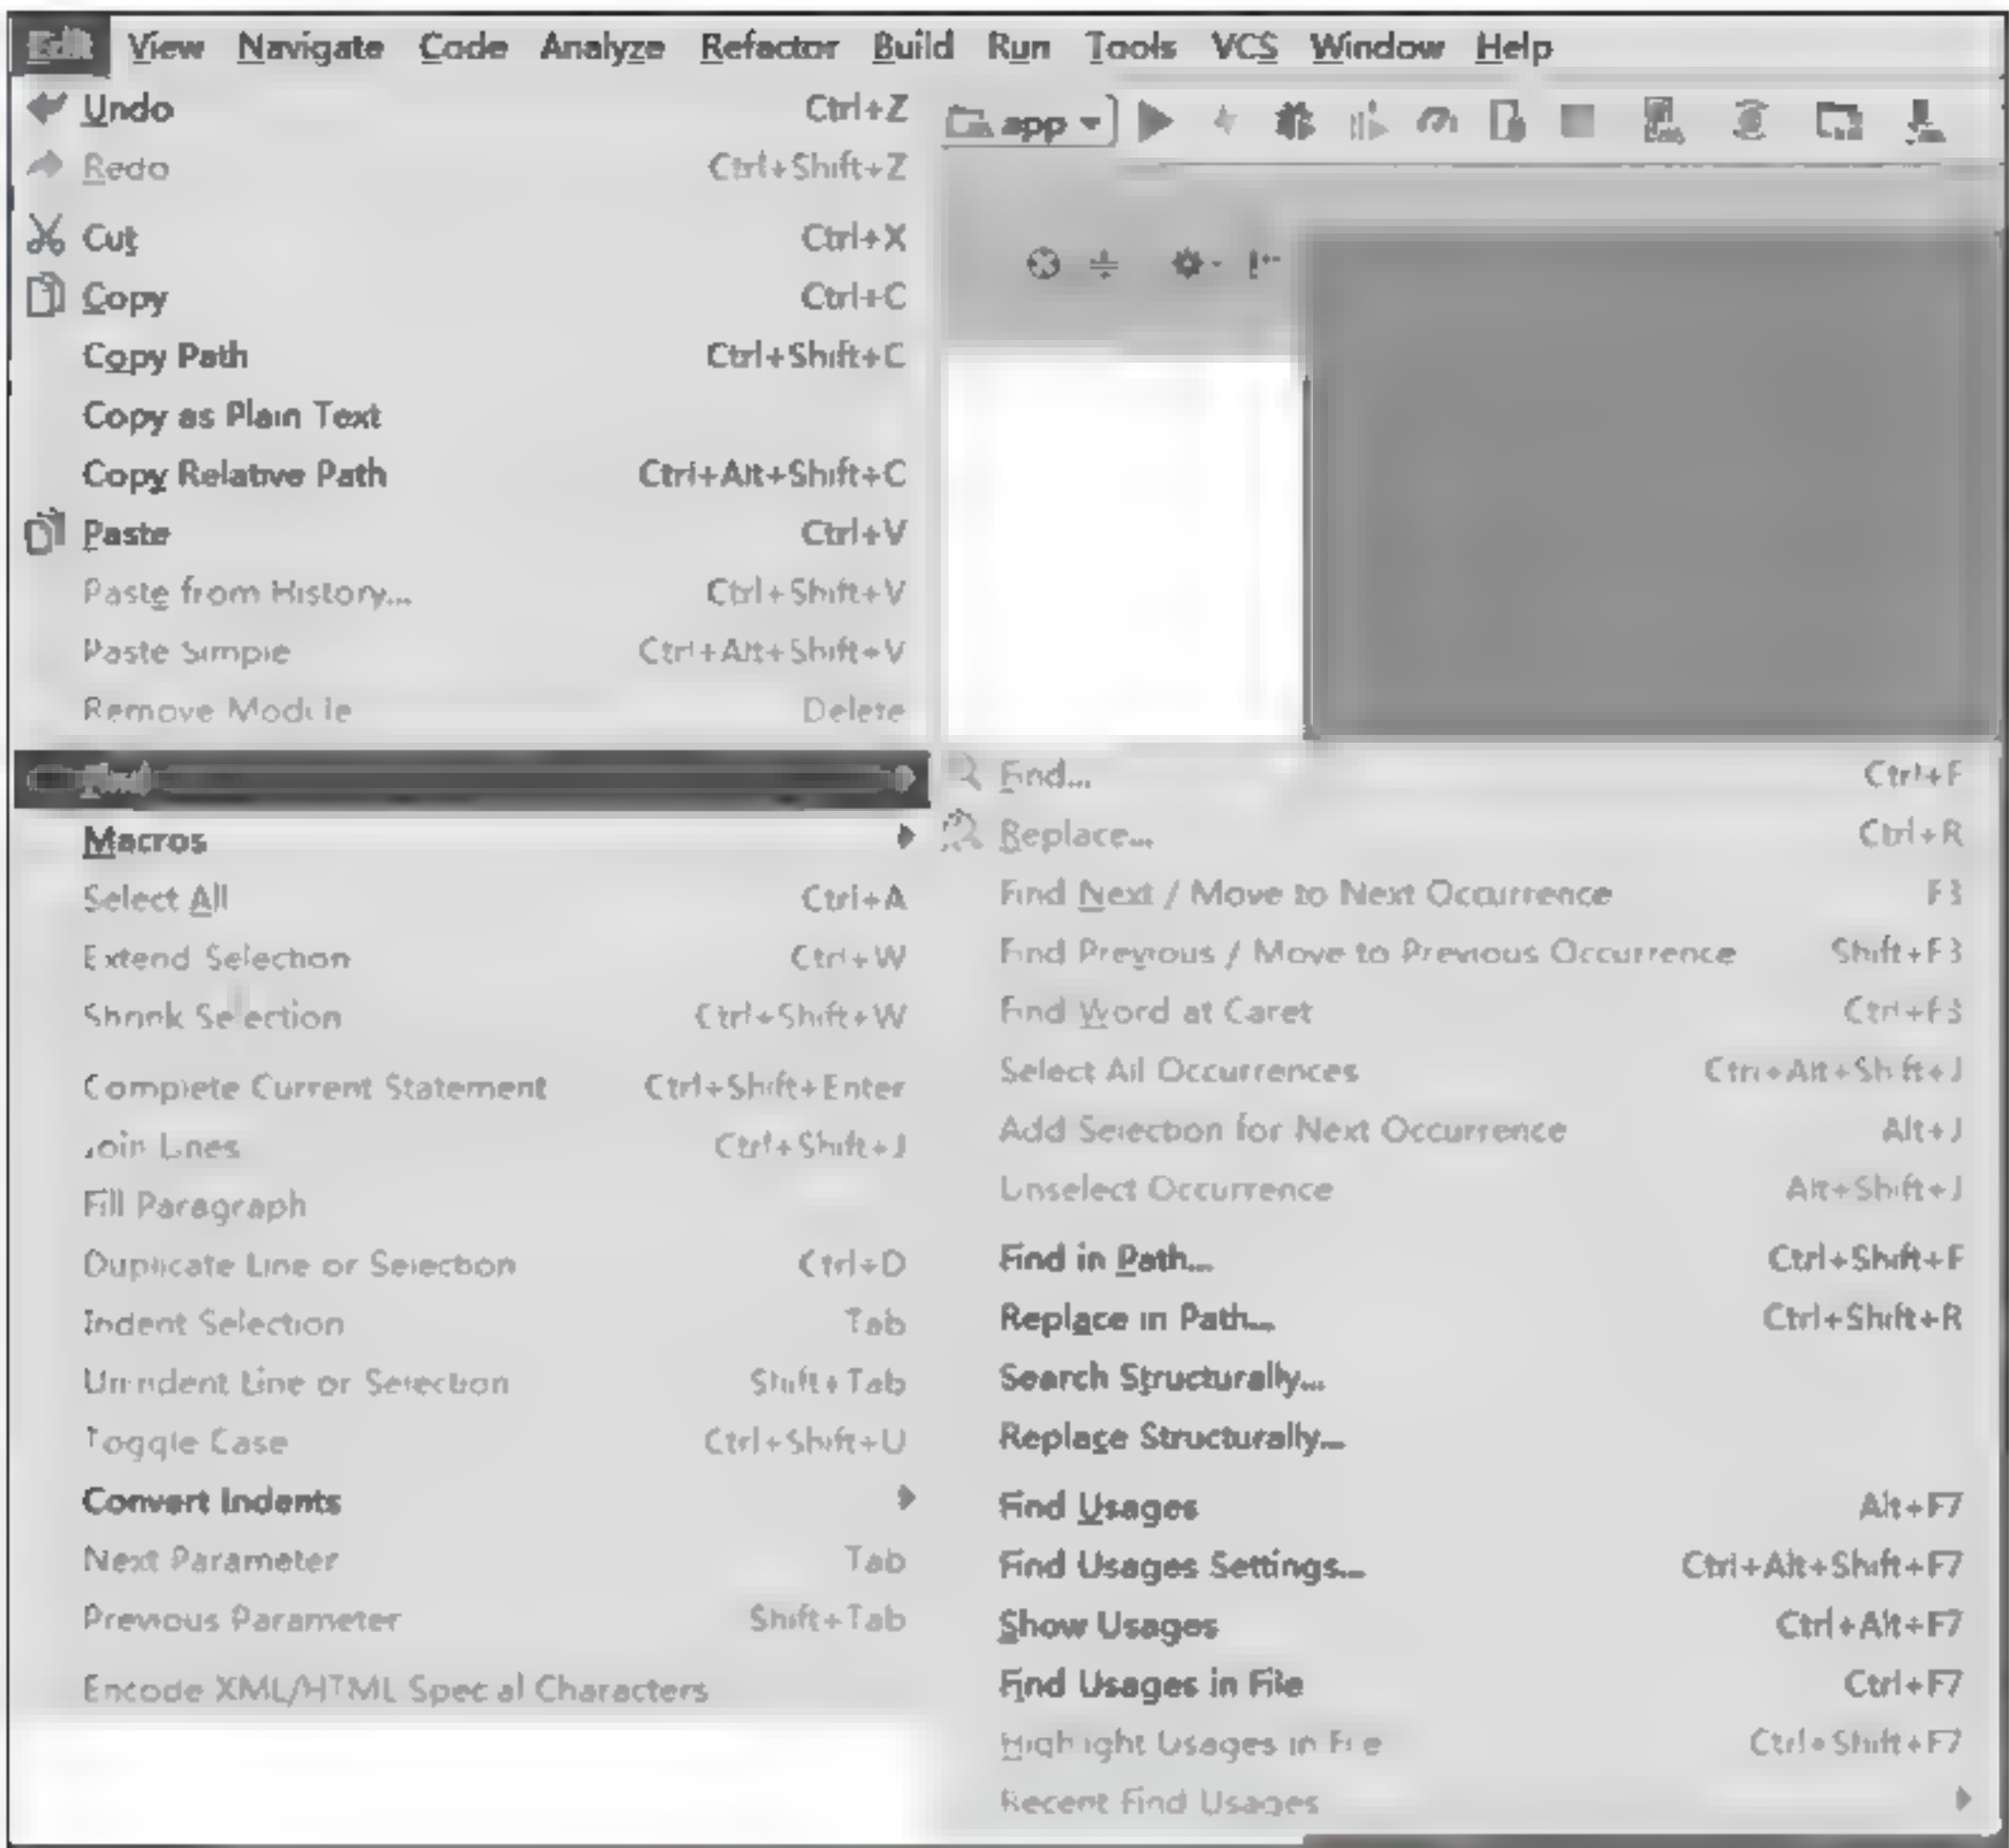 Edit View Navigate Code Analyze Refactor Build Run Tools VCS Window Help
app
Undo Ctrl+Z
Redo Ctrl+Shift+Z
Cut Ctrl+X
Copy Ctrl+C
Copy Path Ctrl+Shift+C
Copy as Plain Text
Copy Relative Path Ctrl+Alt+Shift+C
Paste Ctrl+V
Paste from History... Ctrl+Shift+V
Paste Simple Ctrl+Alt+Shift+V
Remove Module Delete
Find
Macros
Select All Ctrl+A
Extend Selection Ctrl+W
Shrink Selection Ctrl+Shift+W
Complete Current Statement Ctrl+Shift+Enter
Join Lines Ctrl+Shift+J
Fill Paragraph
Duplicate Line or Selection Ctrl+D
Indent Selection Tab
Unindent Line or Selection Shift+Tab
Toggle Case Ctrl+Shift+U
Convert Indents
Next Parameter Tab
Previous Parameter Shift+Tab
Encode XML/HTML Special Characters
Find... Ctrl+F
Replace... Ctrl+R
Find Next / Move to Next Occurrence F3
Find Previous / Move to Previous Occurrence Shift+F3
Find Word at Caret Ctrl+F3
Select All Occurrences Ctrl+Alt+Shift+J
Add Selection for Next Occurrence Alt+J
Unselect Occurrence Alt+Shift+J
Find in Path... Ctrl+Shift+F
Replace in Path... Ctrl+Shift+R
Search Structurally...
Replace Structurally...
Find Usages Alt+F7
Find Usages Settings... Ctrl+Alt+Shift+F7
Show Usages Ctrl+Alt+F7
Find Usages in File Ctrl+F7
Highlight Usages in File Ctrl+Shift+F7
Recent Find Usages